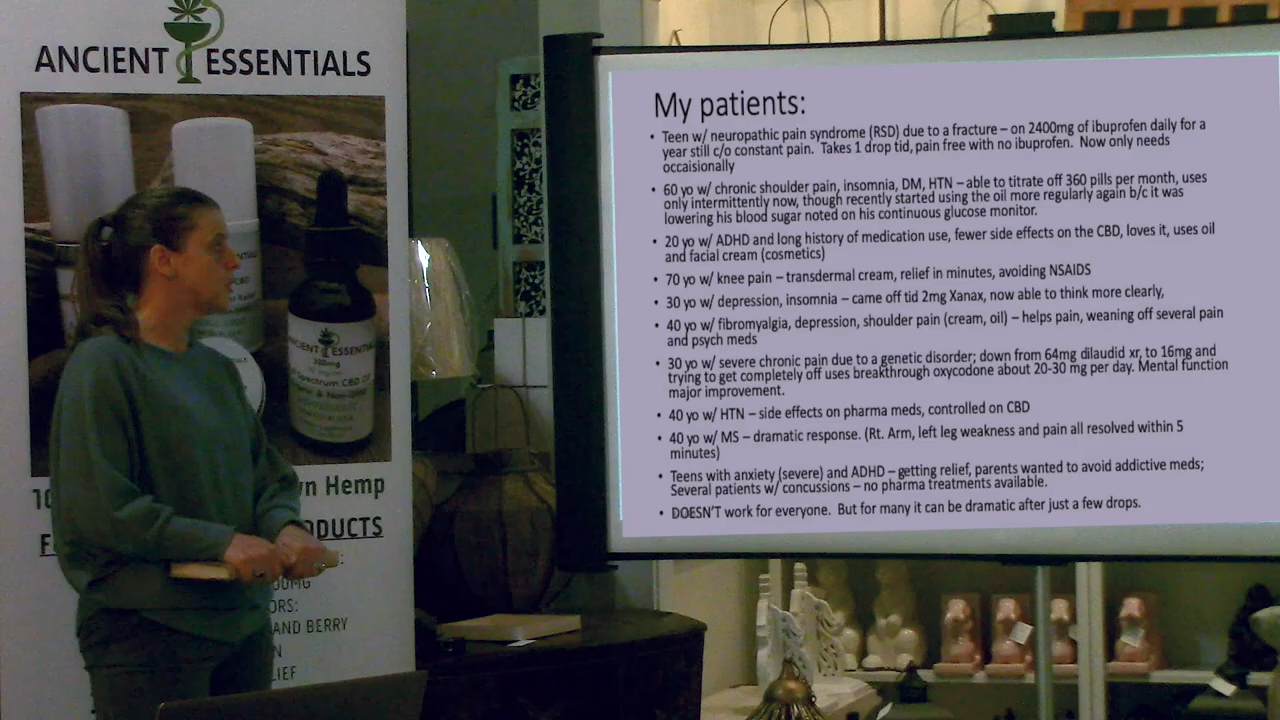 ANCIENT ESSENTIALS
My patients:
• Teen w/ neuropathic pain syndrome (RSD) due to a fracture – on 2400mg of ibuprofen daily for a
year still c/o constant pain. Takes 1 drop tid, pain free with no ibuprofen. Now only needs
occaisionally
• 60 yo w/ chronic shoulder pain, insomnia, DM, HTN – able to titrate off 360 pills per month, uses
only intermittently now, though recently started using the oil more regularly again b/c it was
lowering his blood sugar noted on his continuous glucose monitor.
• 20 yo w/ ADHD and long history of medication use, fewer side effects on the CBD, loves it, uses oil
and facial cream (cosmetics)
• 70 yo w/ knee pain – transdermal cream, relief in minutes, avoiding NSAIDS
• 30 yo w/ depression, insomnia – came off tid 2mg Xanax, now able to think more clearly,
• 40 yo w/ fibromyalgia, depression, shoulder pain (cream, oil) – helps pain, weaning off several pain
and psych meds
• 30 yo w/ severe chronic pain due to a genetic disorder; down from 64mg dilaudid xr, to 16mg and
trying to get completely off uses breakthrough oxycodone about 20-30 mg per day. Mental function
major improvement.
• 40 yo w/ HTN – side effects on pharma meds, controlled on CBD
• 40 yo w/ MS – dramatic response. (Rt. Arm, left leg weakness and pain all resolved within 5
minutes)
• Teens with anxiety (severe) and ADHD – getting relief, parents wanted to avoid addictive meds;
Several patients w/ concussions – no pharma treatments available.
• DOESN'T work for everyone. But for many it can be dramatic after just a few drops.
Hemp
AND BERRY